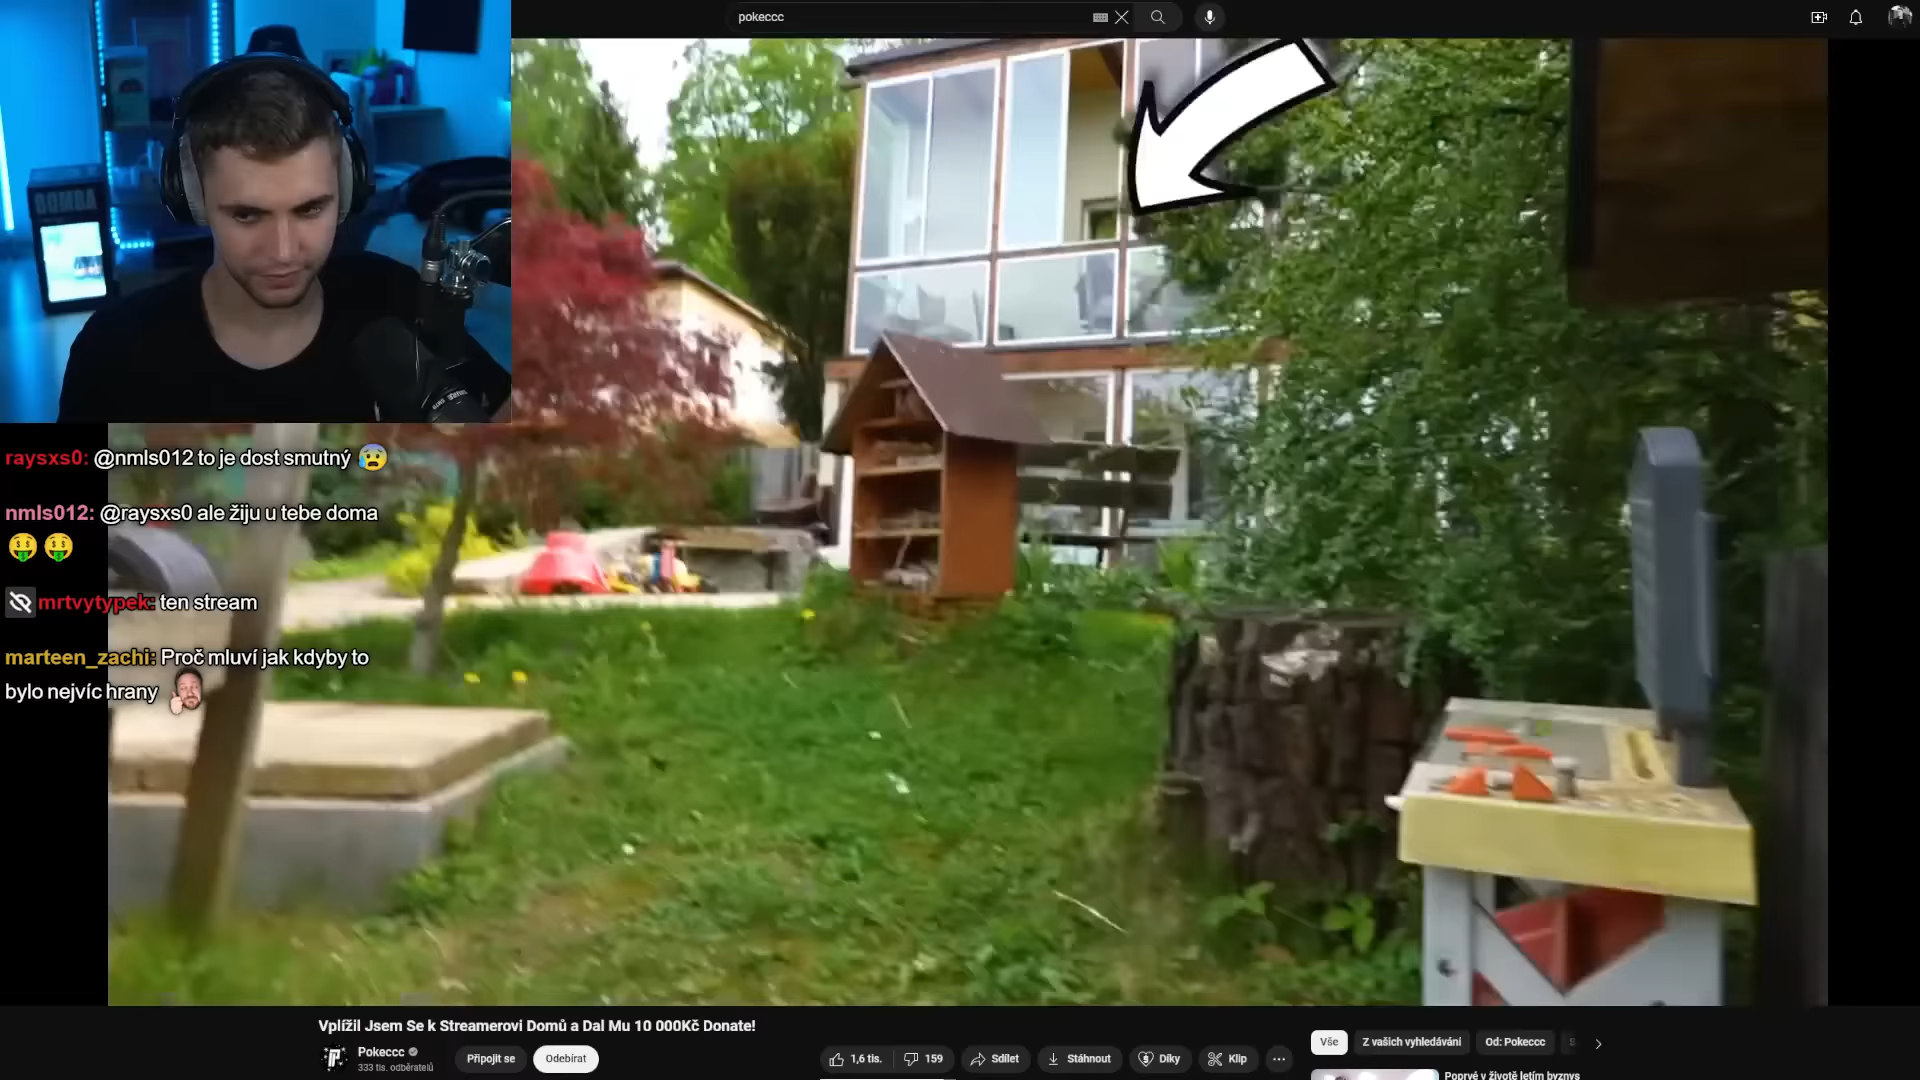 pokeccc
OOMBA
raysxs0: @nmls012 to je dost smutný 😰
nmls012: @raysxs0 ale žiju u tebe doma
🤑 🤑
mrtvytypek: ten stream
marteen_zachi: Proč mluví jak kdyby to
bylo nejvíc hrany
Vplížil Jsem Se k Streamerovi Domů a Dal Mu 10 000Kč Donate!
Pokeccc
333 tis. odběratelů
Připojit se
Odebírat
1,6 tis.
159
Sdílet
Stáhnout
Díky
Klip
Vše
Z vašich vyhledávání
Od: Pokeccc
Poprvé v životě letím byznys